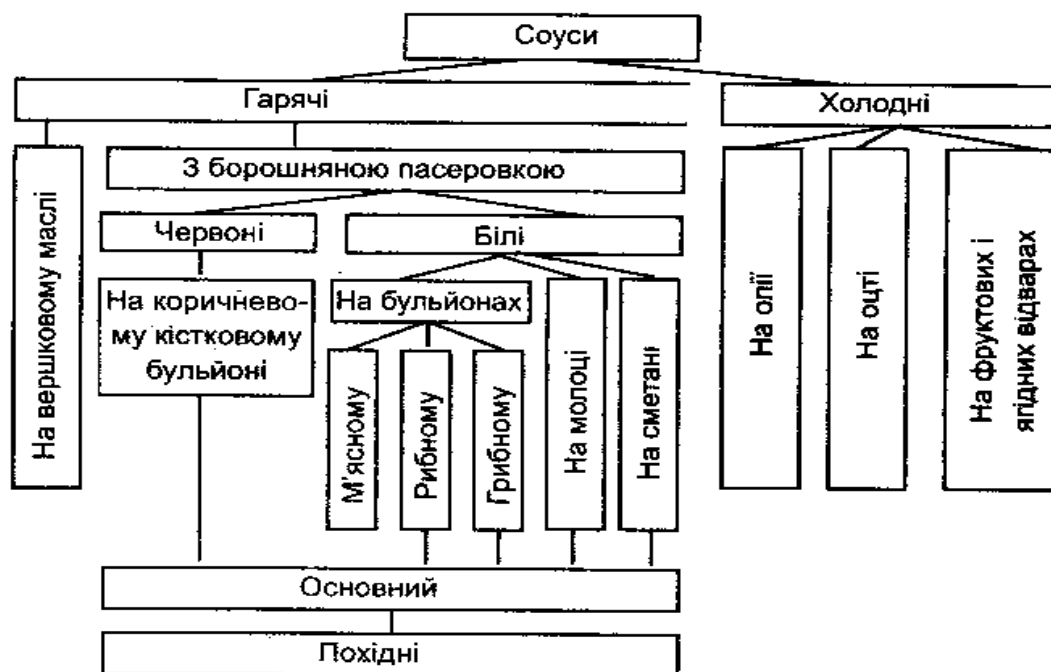 Соуси
Гарячі
Холодні
На вершковому маслі
З борошняною пасеровкою
Червоні
Білі
На коричнево-
му кістковому
бульйоні
На бульйонах
М'ясному
Рибному
Грибному
На молоці
На сметані
На олії
На оцті
На фруктових і
ягідних відварах
Основний
Похідні